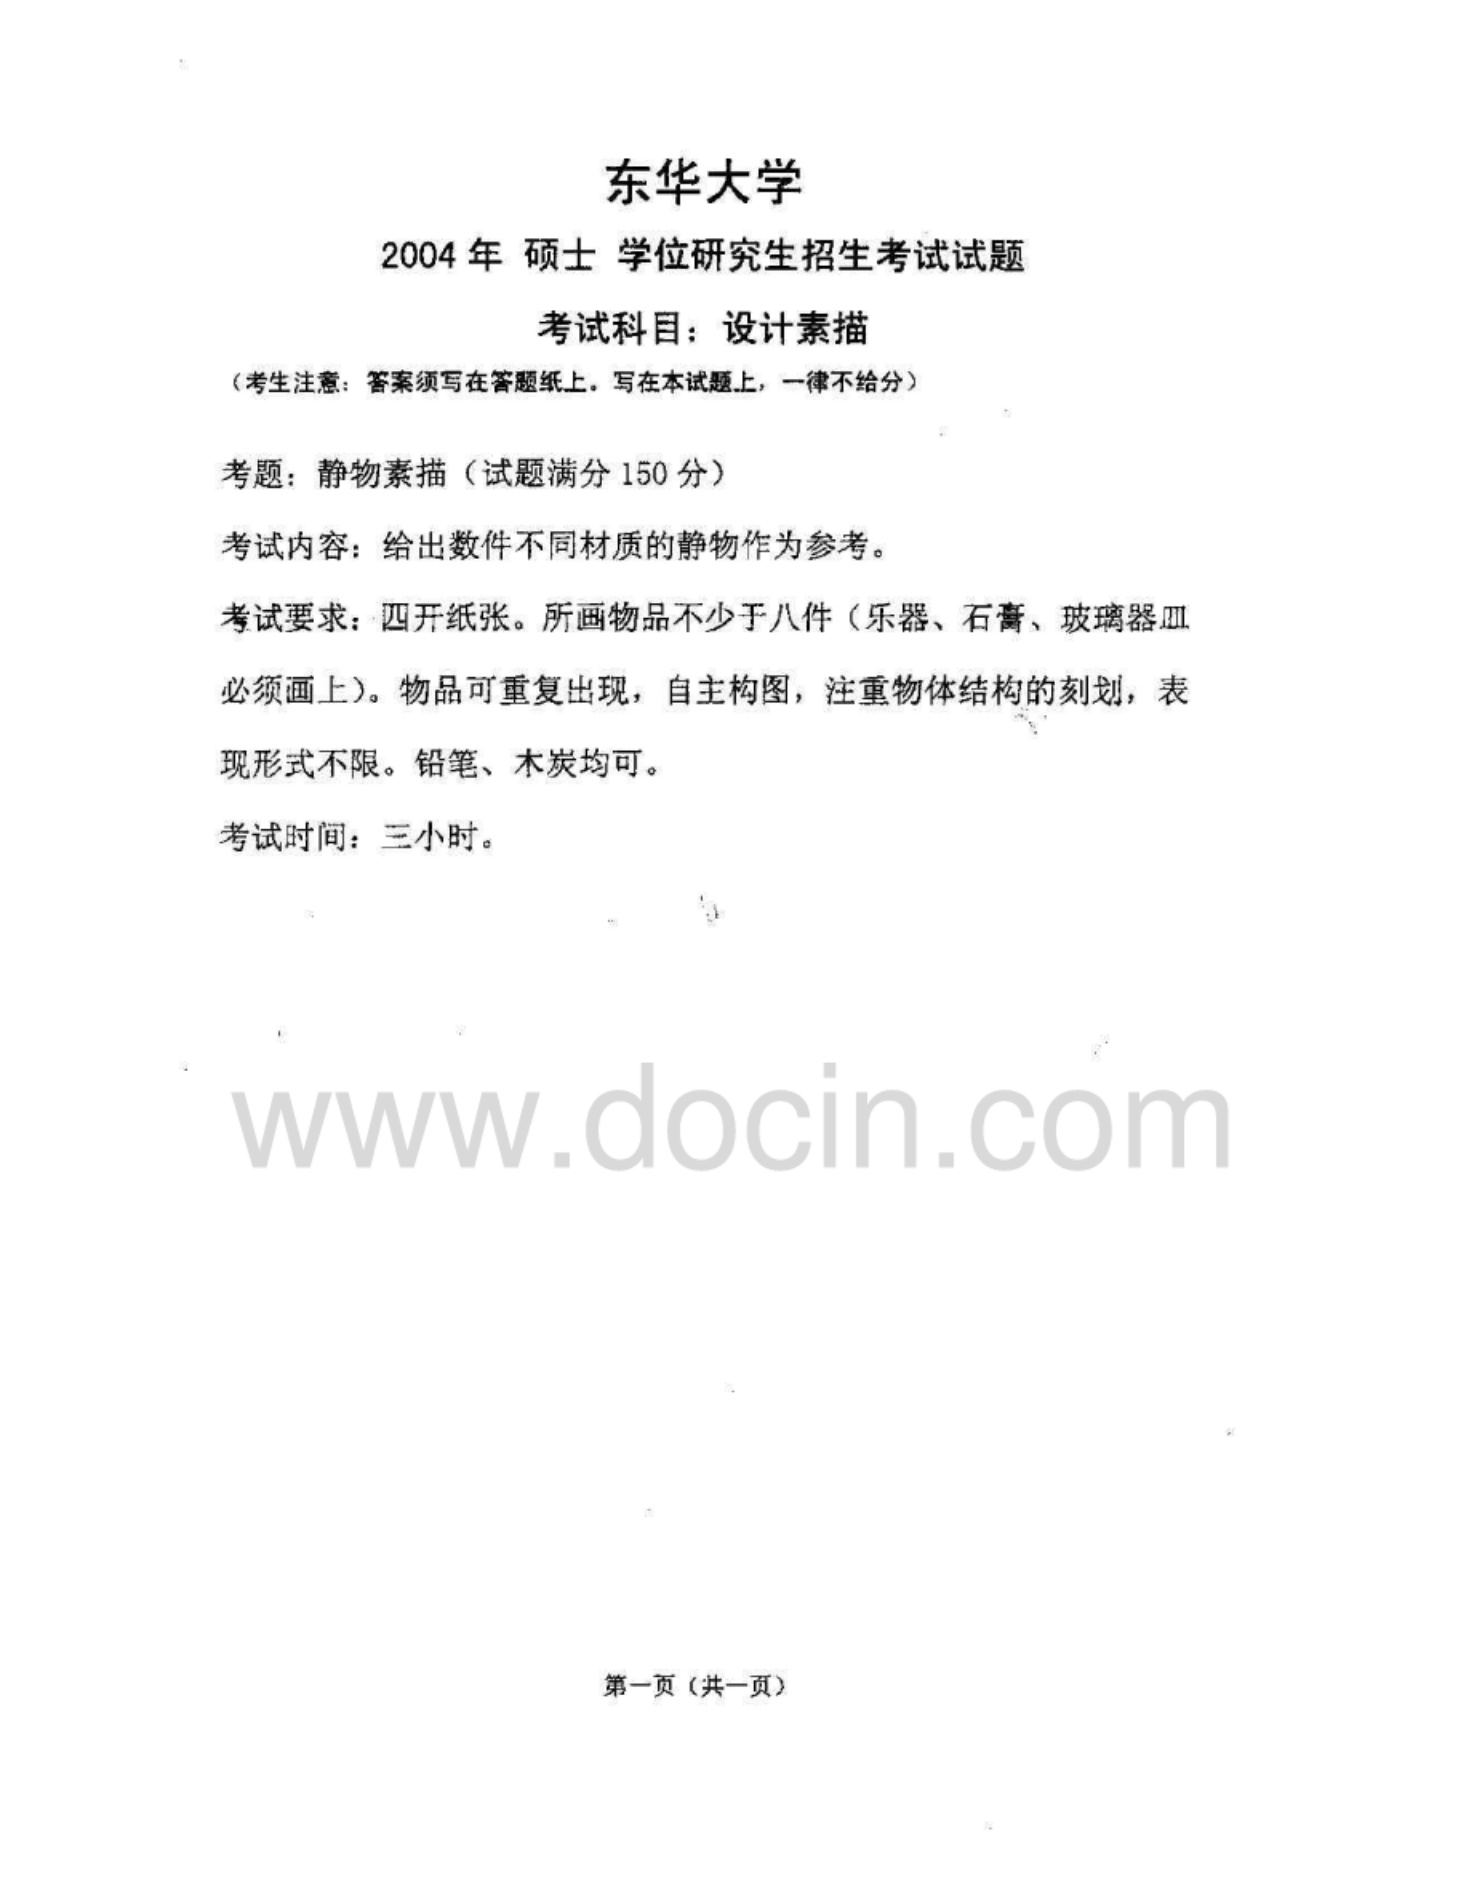 东华大学
2004 年 硕士 学位研究生招生考试试题
考试科目：设计素描
（考生注意：答案须写在答题纸上。写在本试题上，一律不给分）
考题：静物素描（试题满分 150 分）
考试内容：给出数件不同材质的静物作为参考。
考试要求：四开纸张。所画物品不少于八件（乐器、石膏、玻璃器皿
必须画上）。物品可重复出现，自主构图，注重物体结构的刻划，表
现形式不限。铅笔、木炭均可。
考试时间：三小时。
www.docin.com
第一页（共一页）